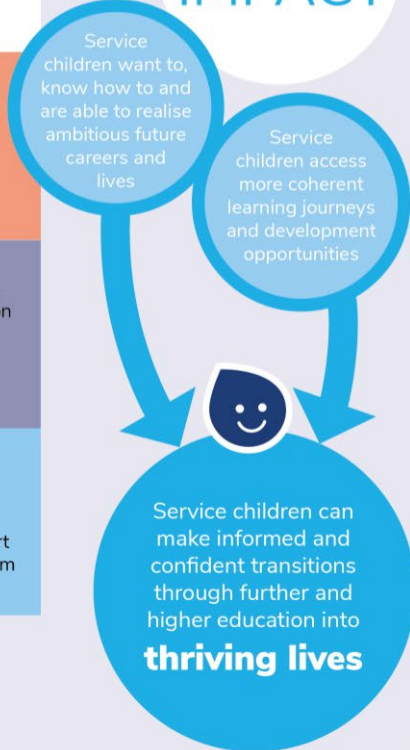 IMPACT
Service
children want to,
know how to and
are able to realise
ambitious future
careers and
lives
Service
children access
more coherent
learning journeys
and development
opportunities
Service children can
make informed and
confident transitions
through further and
higher education into
thriving lives